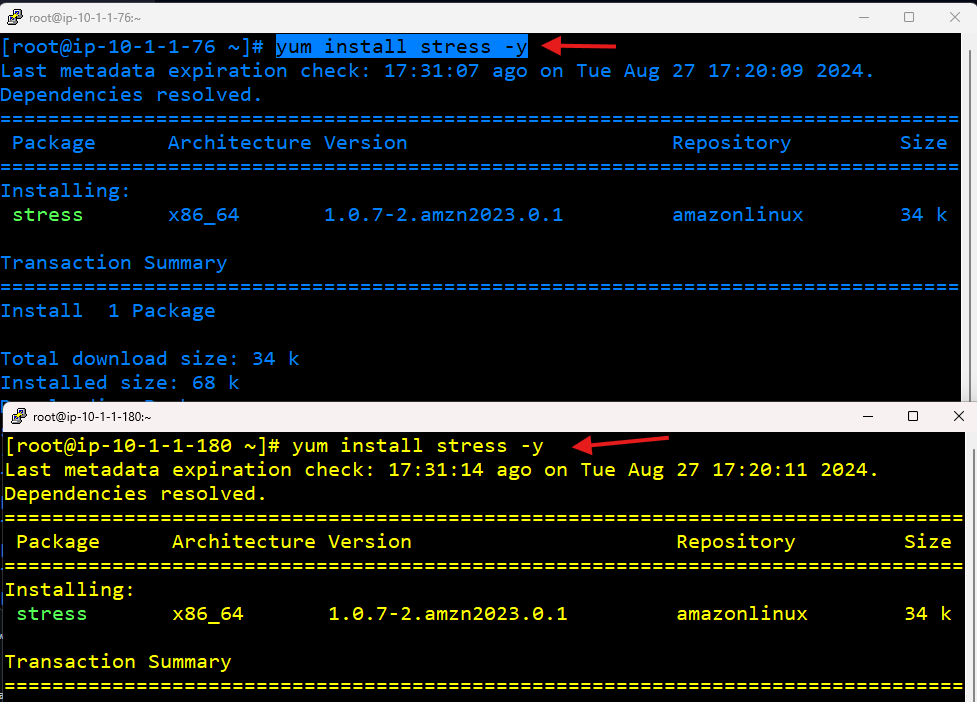 root@ip-10-1-1-76:~
[root@ip-10-1-1-76 ~]# yum install stress -y
Last metadata expiration check: 17:31:07 ago on Tue Aug 27 17:20:09 2024.
Dependencies resolved.
================================================================================
Package Architecture Version Repository Size
================================================================================
Installing:
stress x86_64 1.0.7-2.amzn2023.0.1 amazonlinux 34 k
Transaction Summary
================================================================================
Install 1 Package
Total download size: 34 k
Installed size: 68 k
root@ip-10-1-1-180:~
[root@ip-10-1-1-180 ~]# yum install stress -y
Last metadata expiration check: 17:31:14 ago on Tue Aug 27 17:20:11 2024.
Dependencies resolved.
================================================================================
Package Architecture Version Repository Size
================================================================================
Installing:
stress x86_64 1.0.7-2.amzn2023.0.1 amazonlinux 34 k
Transaction Summary
================================================================================